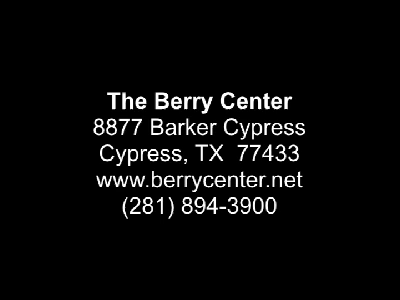 The Berry Center
8877 Barker Cypress
Cypress, TX  77433
www.berrycenter.net
(281) 894-3900